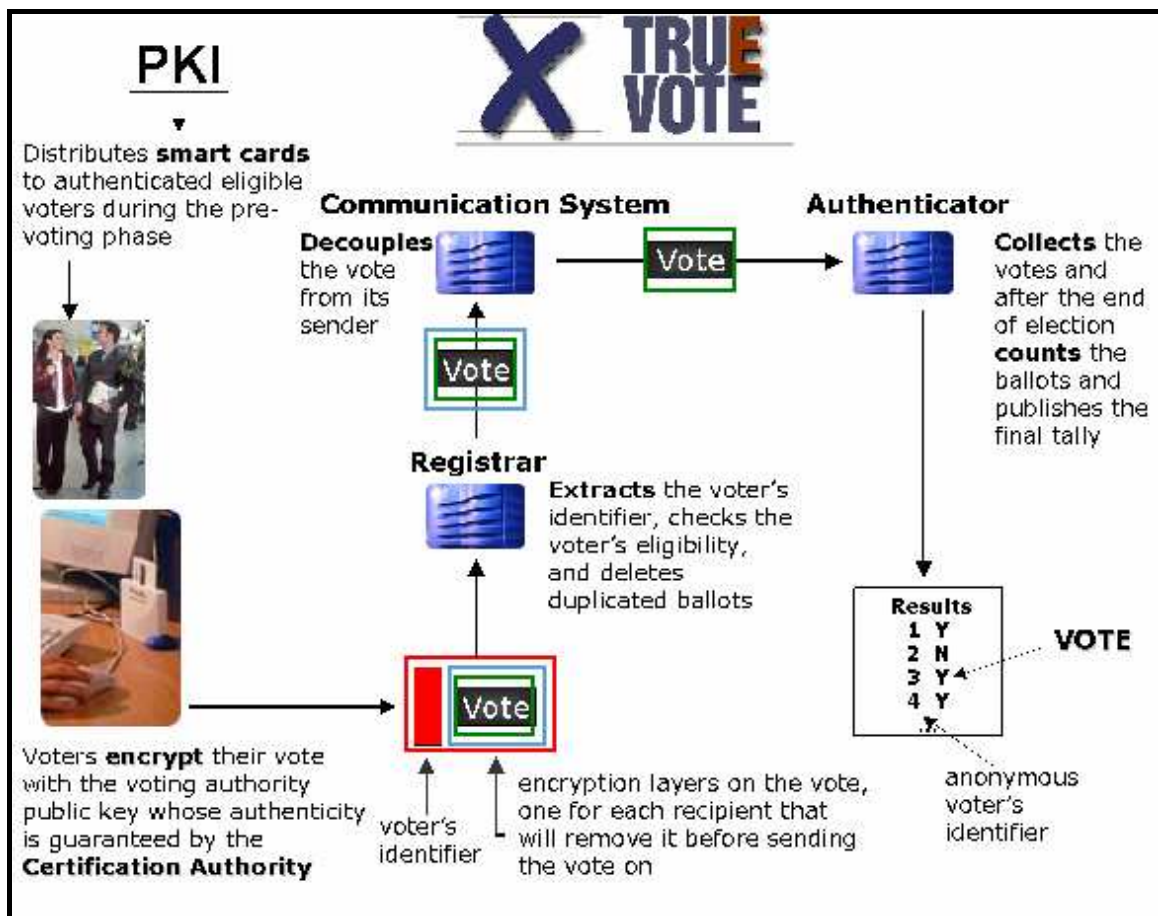 PKI
TRUE
VOTE
Distributes smart cards
to authenticated eligible
voters during the pre-
voting phase
Communication System
Decouples
the vote
from its
sender
Vote
Authenticator
Collects the
votes and
after the end
of election
counts the
ballots and
publishes the
final tally
Vote
Registrar
Extracts the voter's
identifier, checks the
voter's eligibility,
and deletes
duplicated ballots
Results
1 Y
2 N
3 Y
4 Y
VOTE
Vote
Voters encrypt their vote
with the voting authority
public key whose authenticity
is guaranteed by the
Certification Authority
voter's
identifier
encryption layers on the vote,
one for each recipient that
will remove it before sending
the vote on
anonymous
voter's
identifier